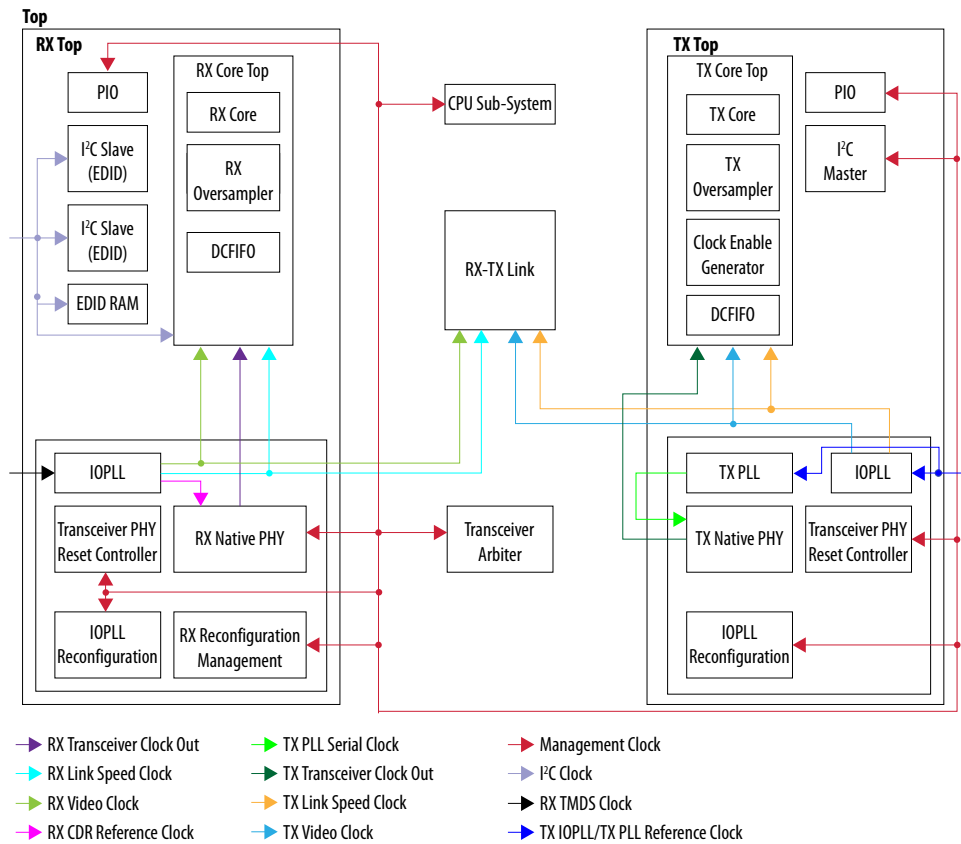 Top
RX Top
PIO
I²C Slave
(EDID)
I²C Slave
(EDID)
EDID RAM
RX Core Top
RX Core
RX
Oversampler
DCFIFO
IOPLL
Transceiver PHY
Reset Controller
RX Native PHY
IOPLL
Reconfiguration
RX Reconfiguration
Management
CPU Sub-System
RX-TX Link
Transceiver
Arbiter
TX Top
TX Core Top
TX Core
TX
Oversampler
Clock Enable
Generator
DCFIFO
PIO
I²C
Master
TX PLL
IOPLL
TX Native PHY
Transceiver PHY
Reset Controller
IOPLL
Reconfiguration
RX Transceiver Clock Out
RX Link Speed Clock
RX Video Clock
RX CDR Reference Clock
TX PLL Serial Clock
TX Transceiver Clock Out
TX Link Speed Clock
TX Video Clock
Management Clock
I²C Clock
RX TMDS Clock
TX IOPLL/TX PLL Reference Clock